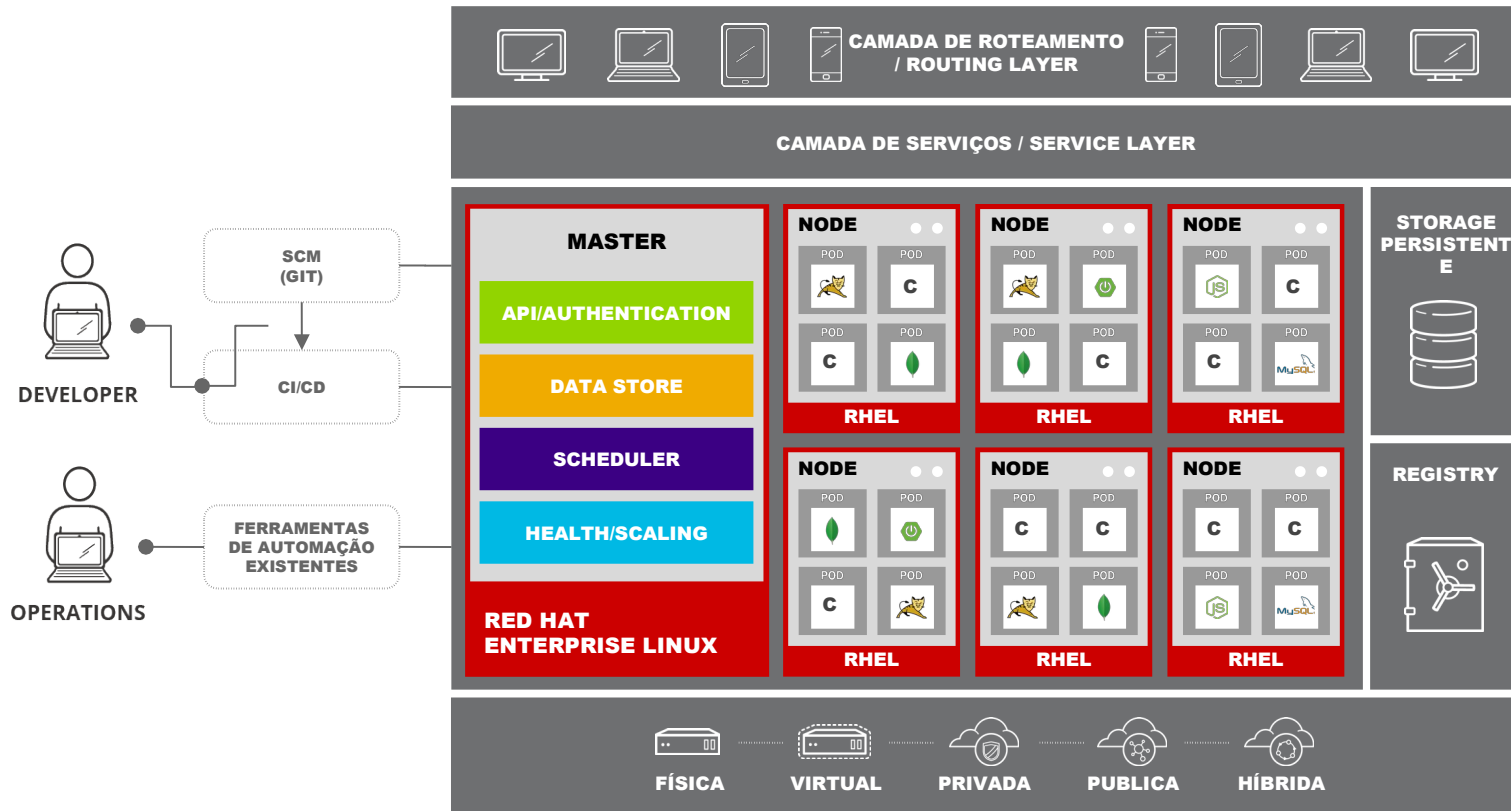 CAMADA DE ROTEAMENTO
/ ROUTING LAYER
CAMADA DE SERVIÇOS / SERVICE LAYER
SCM
(GIT)
CI/CD
DEVELOPER
FERRAMENTAS
DE AUTOMAÇÃO
EXISTENTES
OPERATIONS
MASTER
API/AUTHENTICATION
DATA STORE
SCHEDULER
HEALTH/SCALING
RED HAT
ENTERPRISE LINUX
NODE
POD
POD
C
POD
POD
C
RHEL
NODE
POD
POD
POD
POD
C
RHEL
NODE
POD
POD
JS
C
POD
POD
C
MySQL
RHEL
NODE
POD
POD
POD
POD
C
RHEL
NODE
POD
POD
C
C
POD
POD
RHEL
NODE
POD
POD
C
C
POD
POD
JS
MySQL
RHEL
STORAGE
PERSISTENT
E
REGISTRY
FÍSICA
VIRTUAL
PRIVADA
PUBLICA
HÍBRIDA